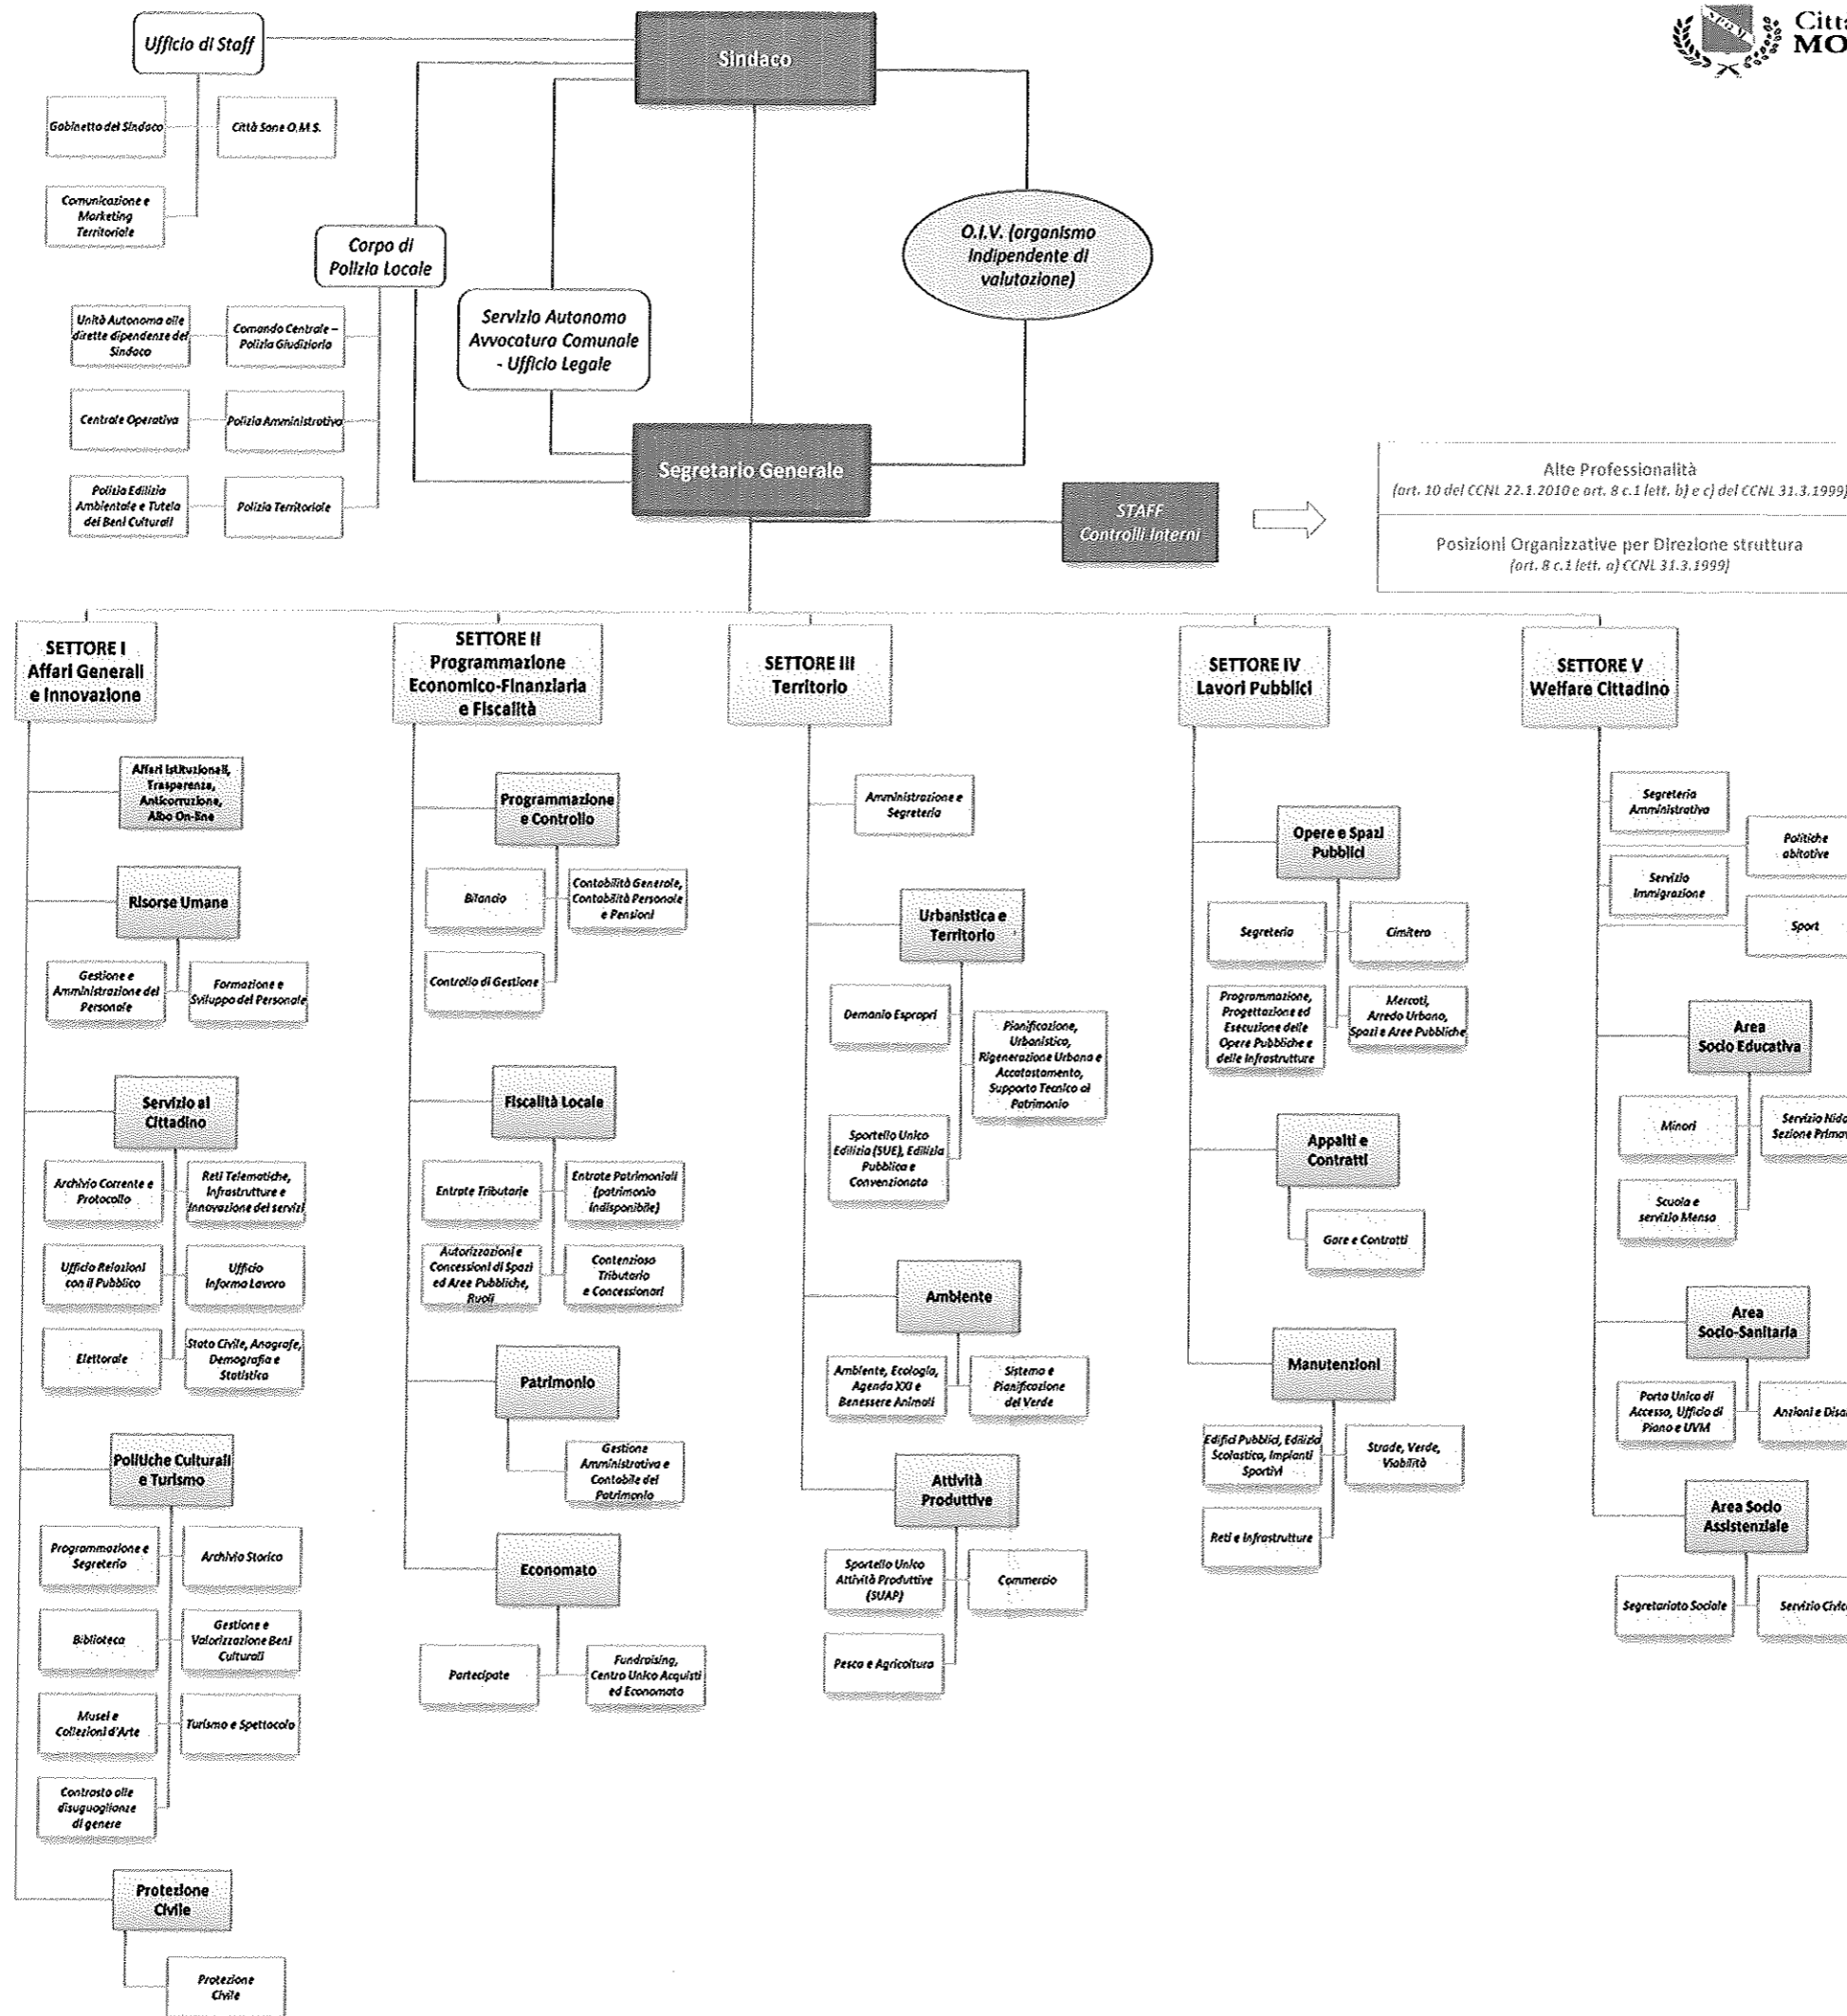 Ufficio di Staff
Sindaco
Gabinetto del Sindaco
Città Sane O.M.S.
Comunicazione e
Marketing
Territoriale
Corpo di
Polizia Locale
O.I.V. (organismo
indipendente di
valutazione)
Servizio Autonomo
Avvocatura Comunale
- Ufficio Legale
Unità Autonoma alle
dirette dipendenze del
Sindaco
Comando Centrale –
Polizia Giudiziaria
Centrale Operativa
Polizia Amministrativa
Polizia Edilizia
Ambientale e Tutela
dei Beni Culturali
Polizia Territoriale
Segretario Generale
STAFF
Controlli Interni
Alte Professionalità
(art. 10 del CCNL 22.1.2010 e art. 8 c.1 lett. b) e c) del CCNL 31.3.1999)
Posizioni Organizzative per Direzione struttura
(art. 8 c.1 lett. a) CCNL 31.3.1999)
SETTORE I
Affari Generali
e Innovazione
Affari Istituzionali,
Trasparenza,
Anticorruzione,
Albo On-line
Risorse Umane
Gestione e
Amministrazione del
Personale
Formazione e
Sviluppo del Personale
Servizio al
Cittadino
Archivio Corrente e
Protocollo
Reti Telematiche,
Infrastrutture e
Innovazione dei servizi
Ufficio Relazioni
con il Pubblico
Ufficio
Informa Lavoro
Elettorale
Stato Civile, Anagrafe,
Demografia e
Statistica
Politiche Culturali
e Turismo
Programmazione e
Segreteria
Archivio Storico
Biblioteca
Gestione e
Valorizzazione Beni
Culturali
Musei e
Collezioni d'Arte
Turismo e Spettacolo
Contrasto alle
disuguaglianze
di genere
Protezione
Civile
Protezione
Civile
SETTORE II
Programmazione
Economico-Finanziaria
e Fiscalità
Programmazione
e Controllo
Bilancio
Contabilità Generale,
Contabilità Personale
e Pensioni
Controllo di Gestione
Fiscalità Locale
Entrate Tributarie
Entrate Patrimoniali
(patrimonio
indisponibile)
Autorizzazioni e
Concessioni di Spazi
ed Aree Pubbliche,
Ruoli
Contenzioso
Tributario
e Concessionari
Patrimonio
Gestione
Amministrativa e
Contabile del
Patrimonio
Economato
Partecipate
Fundraising,
Centro Unico Acquisti
ed Economato
SETTORE III
Territorio
Amministrazione e
Segreteria
Urbanistica e
Territorio
Demanio Espropri
Pianificazione,
Urbanistica,
Rigenerazione Urbana e
Accatastamento,
Supporto Tecnico al
Patrimonio
Sportello Unico
Edilizia (SUE), Edilizia
Pubblica e
Convenzionata
Ambiente
Ambiente, Ecologia,
Agenda XXI e
Benessere Animali
Sistema e
Pianificazione
del Verde
Attività
Produttive
Sportello Unico
Attività Produttive
(SUAP)
Commercio
Pesca e Agricoltura
SETTORE IV
Lavori Pubblici
Opere e Spazi
Pubblici
Segreteria
Cimitero
Programmazione,
Progettazione ed
Esecuzione delle
Opere Pubbliche e
delle Infrastrutture
Mercati,
Arredo Urbano,
Spazi e Aree Pubbliche
Appalti e
Contratti
Gare e Contratti
Manutenzioni
Edifici Pubblici, Edilizia
Scolastica, Impianti
Sportivi
Strade, Verde,
Viabilità
Reti e Infrastrutture
SETTORE V
Welfare Cittadino
Segreteria
Amministrativa
Politiche
abitative
Servizio
Immigrazione
Sport
Area
Socio Educativa
Minori
Servizio Nido
Sezione Primav
Scuola e
servizio Mensa
Area
Socio-Sanitaria
Porta Unica di
Accesso, Ufficio di
Piano e UVM
Anziani e Disa
Area Socio
Assistenziale
Segretariato Sociale
Servizio Civic
Citt
MO